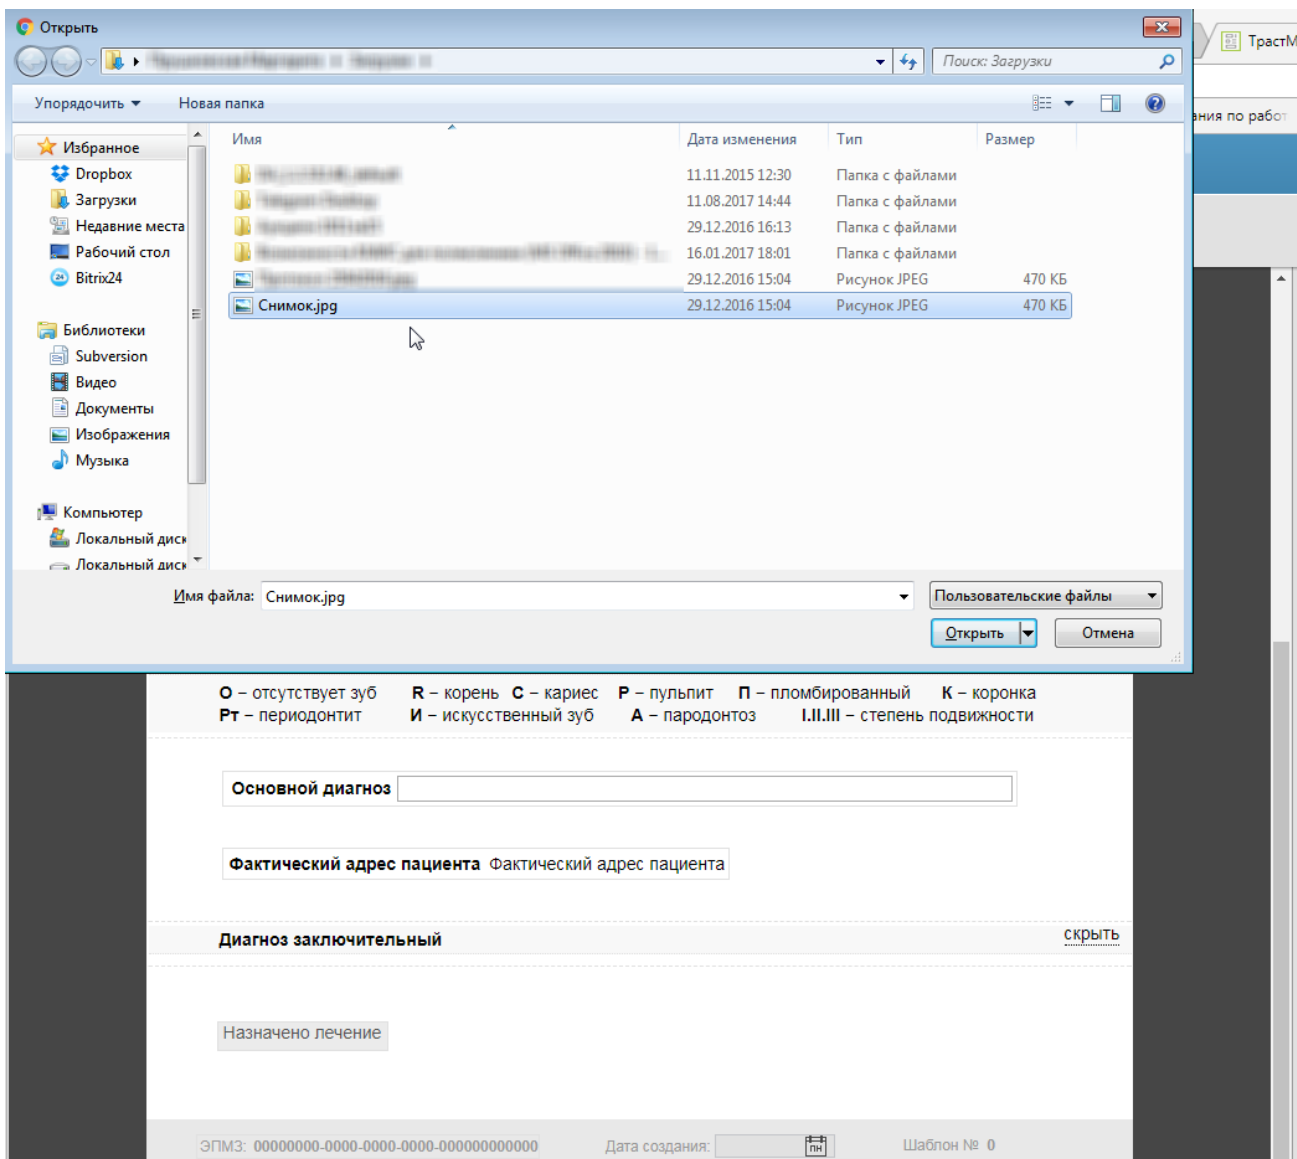 Открыть
ТрастМ
Поиск: Загрузки
Упорядочить Новая папка
ания по работ
Имя Дата изменения Тип Размер
Избранное
Dropbox
Загрузки
Недавние места
Рабочий стол
Bitrix24
Библиотеки
Subversion
Видео
Документы
Изображения
Музыка
Компьютер
Локальный диск
Локальный диск
11.11.2015 12:30 Папка с файлами
11.08.2017 14:44 Папка с файлами
29.12.2016 16:13 Папка с файлами
16.01.2017 18:01 Папка с файлами
29.12.2016 15:04 Рисунок JPEG 470 КБ
Снимок.jpg 29.12.2016 15:04 Рисунок JPEG 470 КБ
Имя файла: Снимок.jpg Пользовательские файлы
Открыть Отмена
О – отсутствует зуб R – корень С – кариес Р – пульпит П – пломбированный К – коронка
Рт – периодонтит И – искусственный зуб А – пародонтоз I.II.III – степень подвижности
Основной диагноз
Фактический адрес пациента Фактический адрес пациента
Диагноз заключительный скрыть
Назначено лечение
ЭПМЗ: 00000000-0000-0000-0000-000000000000 Дата создания: ПН Шаблон № 0